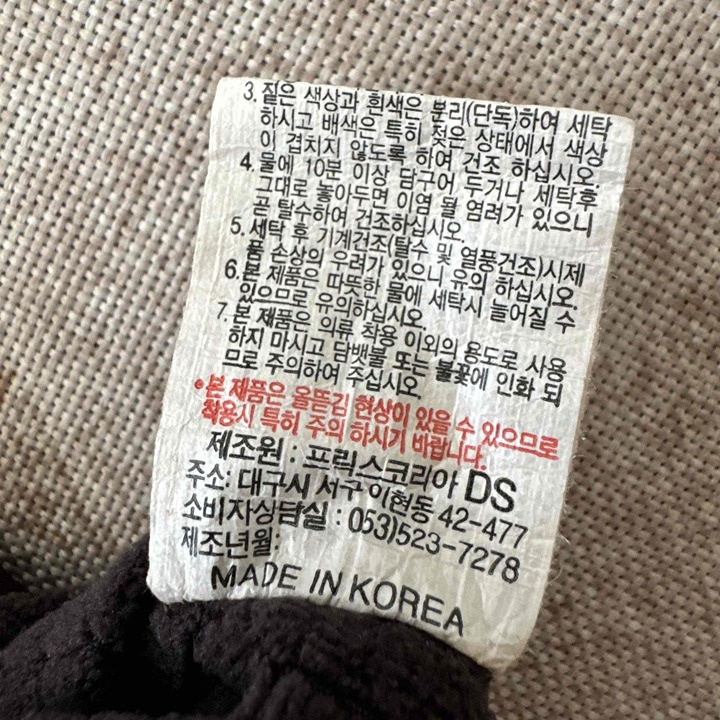 3. 짙은 색상과 흰색은 분리(단독)하여 세탁
하시고 배색은 특히 젖은 상태에서 색상
이 겹치지 않도록 하여 건조 하십시오.
4. 물에 10분 이상 담구어 두거나 세탁후
그대로 놓아두면 이염 될 염려가 있으니
곧 탈수하여 건조하십시오.
5. 세탁 후 기계건조(탈수 및 열풍건조)시제
품 손상의 우려가 있으니 유의 하십시오.
6. 본 제품은 따뜻한 물에 세탁시 늘어질 수
있으므로 유의하십시오.
7. 본 제품은 의류 착용 이외의 용도로 사용
하지 마시고 담뱃불 또는 불꽃에 인화 되
므로 주의하여 주십시오
본 제품은 올뜯김 현상이 있을 수 있으므로
착용시 특히 주의 하시기 바랍니다.
제조원 : 프릭스코리아 DS
주소: 대구시 서구 이현동 42-477
소비자상담실 : 053)523-7278
제조년월:
MADE IN KOREA